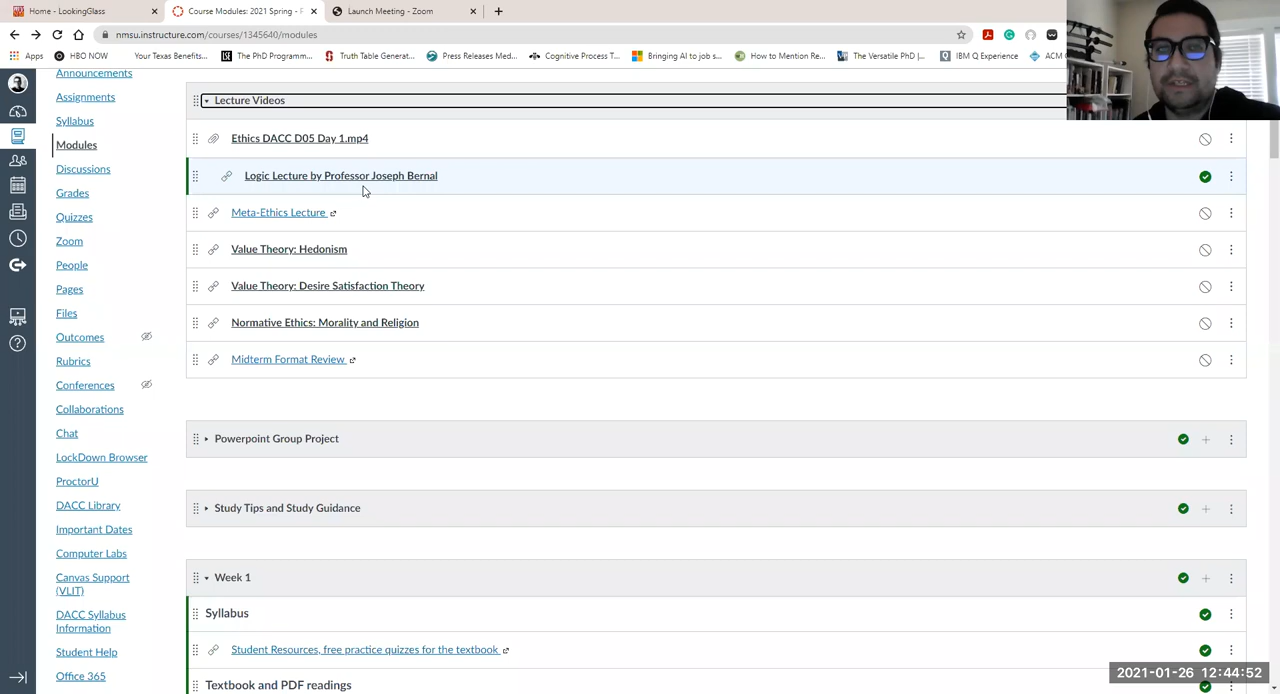 Home - LookingGlass
Course Modules: 2021 Spring - F
Launch Meeting - Zoom
nmsu.instructure.com/courses/1345640/modules
Apps
HBO NOW
Your Texas Benefits...
The PhD Programm...
Truth Table Generat...
Press Releases Med...
Cognitive Process T...
Bringing AI to job s...
How to Mention P...
The Versatile PhD |...
IBM Q Experience
ACM
Announcements
Assignments
Syllabus
Modules
Discussions
Grades
Quizzes
Zoom
People
Pages
Files
Outcomes
Rubrics
Conferences
Collaborations
Chat
LockDown Browser
ProctorU
DACC Library
Important Dates
Computer Labs
Canvas Support
(VLIT)
DACC Syllabus
Information
Student Help
Office 365
Lecture Videos
Ethics DACC D05 Day 1.mp4
Logic Lecture by Professor Joseph Bernal
Meta-Ethics Lecture
Value Theory: Hedonism
Value Theory: Desire Satisfaction Theory
Normative Ethics: Morality and Religion
Midterm Format Review
Powerpoint Group Project
Study Tips and Study Guidance
Week 1
Syllabus
Student Resources, free practice quizzes for the textbook
Textbook and PDF readings
2021-01-26 12:44:52